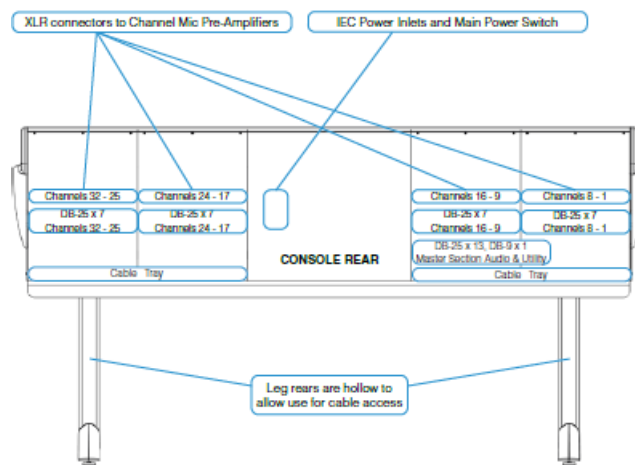 XLR connectors to Channel Mic Pre-Amplifiers
IEC Power Inlets and Main Power Switch
Channels 32 - 25
Channels 24 - 17
Channels 16 - 9
Channels 8 - 1
DB-25 x 7
Channels 32 - 25
DB-25 x 7
Channels 24 - 17
DB-25 x 7
Channels 16 - 9
DB-25 x 7
Channels 8 - 1
DB-25 x 13, DB-9 x 1
Master Section Audio & Utility
CONSOLE REAR
Cable Tray
Cable Tray
Leg rears are hollow to
allow use for cable access